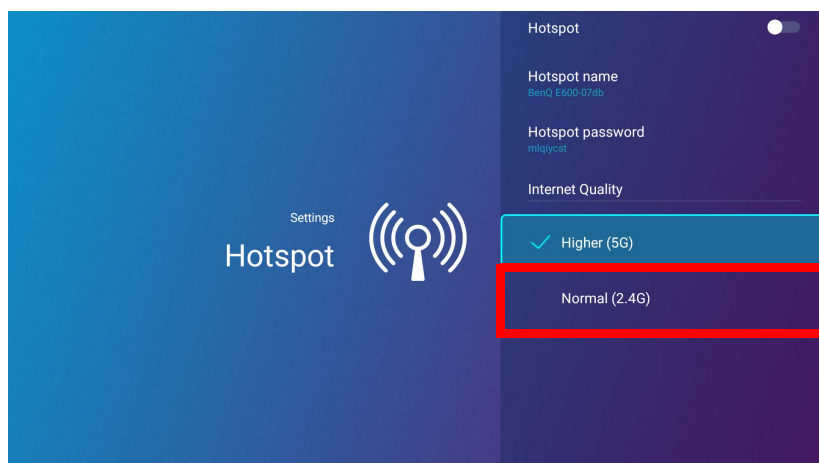 Settings
Hotspot
Hotspot
Hotspot name
BenQ E600-07db
Hotspot password
mlqiycst
Internet Quality
Higher (5G)
Normal (2.4G)